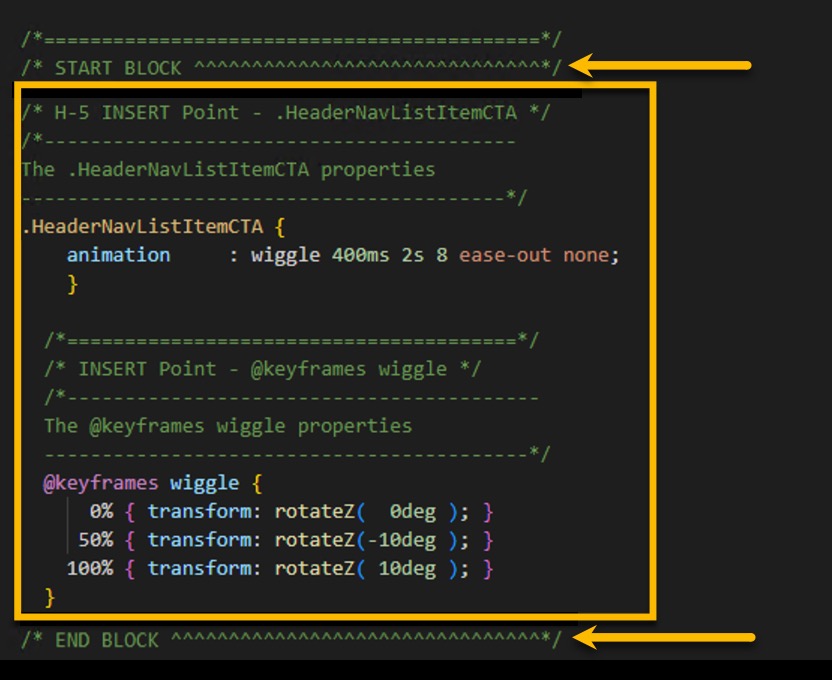 /*===========================================*/
/* START BLOCK ^^^^^^^^^^^^^^^^^^^^^^^^^^^^^^*/
/* H-5 INSERT Point - .HeaderNavListItemCTA */
/*-----------------------------------------
The .HeaderNavListItemCTA properties
------------------------------------------*/
.HeaderNavListItemCTA {
    animation     : wiggle 400ms 2s 8 ease-out none;
    }
  /*=======================================*/
  /* INSERT Point - @keyframes wiggle */
  /*-----------------------------------------
  The @keyframes wiggle properties
  ------------------------------------------*/
  @keyframes wiggle {
      0% { transform: rotateZ(  0deg ); }
     50% { transform: rotateZ(-10deg ); }
    100% { transform: rotateZ( 10deg ); }
  }
/* END BLOCK ^^^^^^^^^^^^^^^^^^^^^^^^^^^^^^^^*/